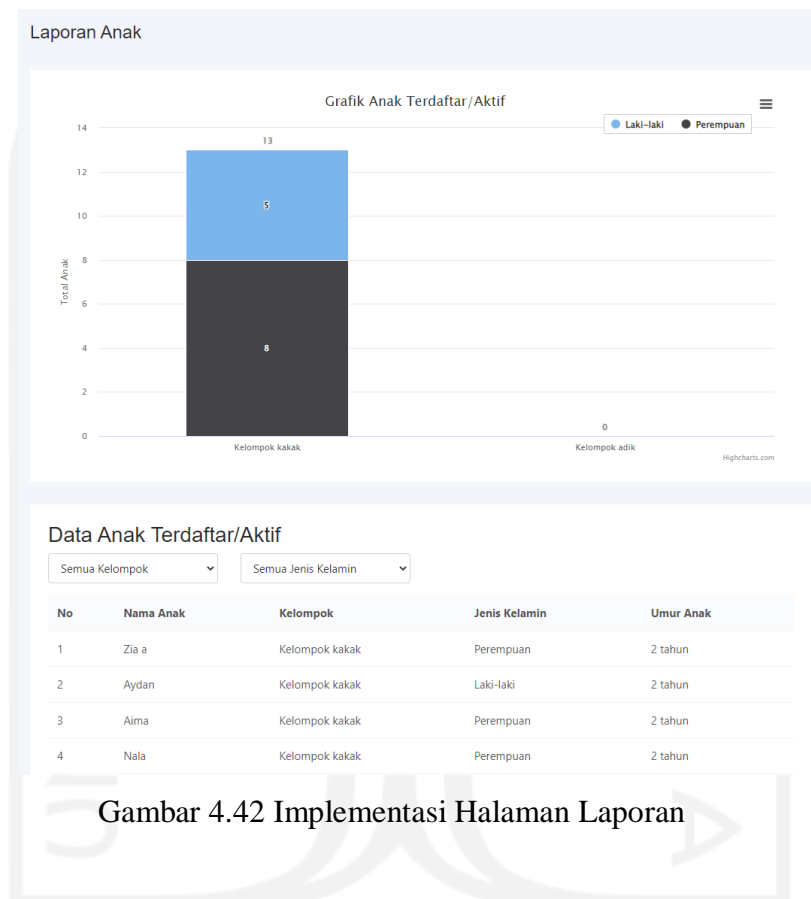 Laporan Anak
Grafik Anak Terdaftar/Aktif
Laki-laki Perempuan
14
13
12
5
10
8
Total Anak
6
4
8
2
0
0
Kelompok kakak Kelompok adik
Highcharts.com
Data Anak Terdaftar/Aktif
Semua Kelompok Semua Jenis Kelamin
No Nama Anak Kelompok Jenis Kelamin Umur Anak
1 Zia a Kelompok kakak Perempuan 2 tahun
2 Aydan Kelompok kakak Laki-laki 2 tahun
3 Aima Kelompok kakak Perempuan 2 tahun
4 Nala Kelompok kakak Perempuan 2 tahun
Gambar 4.42 Implementasi Halaman Laporan